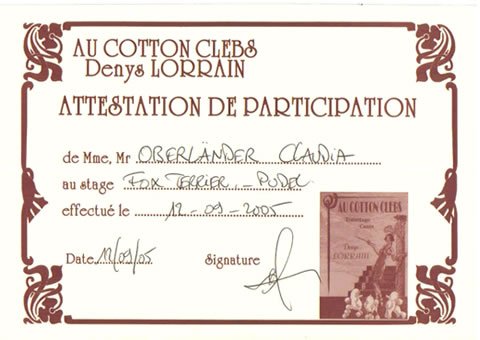 AU COTTON CLEBS
Denys LORRAIN
ATTESTATION DE PARTICIPATION
de Mme, Mr OBERLÄNDER CLAUDIA
au stage FOX TERRIER - PUDEL
effectué le 12-09-2005
Date 12/09/05 Signature
AU COTTON CLEBS
Toilettage
Canin
Denys
LORRAIN